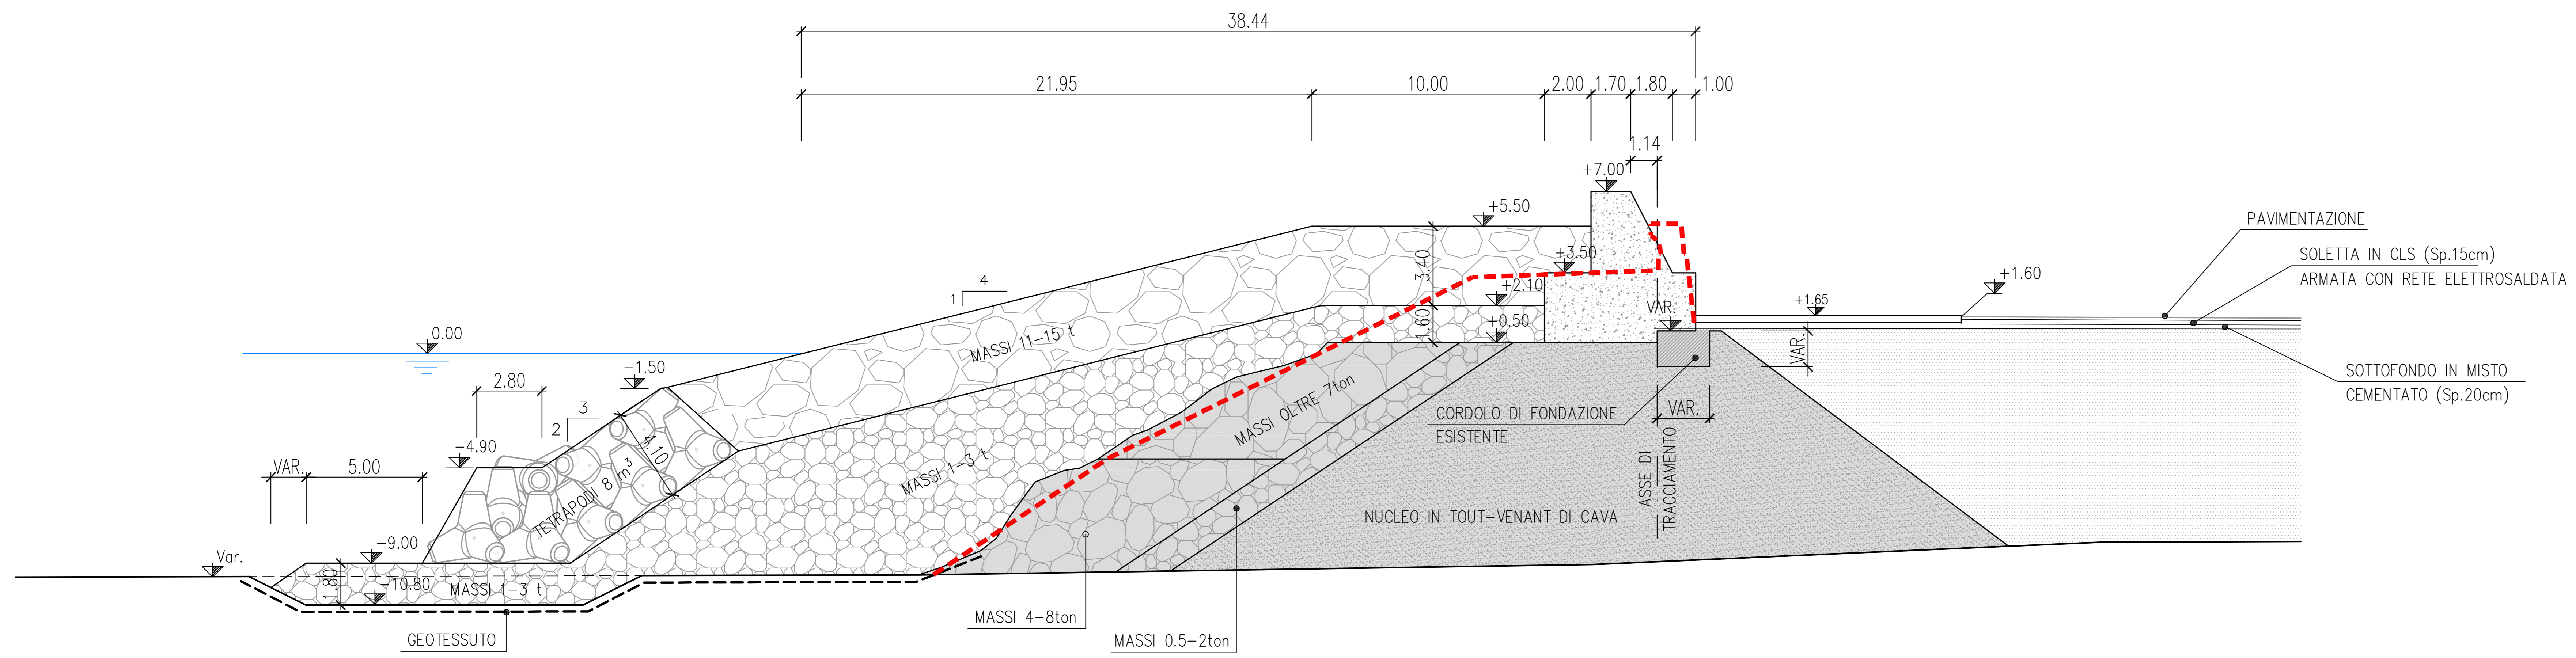 38.44
21.95
10.00
2.00
1.70
1.80
1.00
1.14
+7.00
+5.50
+3.50
3.40
+2.10
1.60
+0.50
PAVIMENTAZIONE
SOLETTA IN CLS (Sp.15cm)
ARMATA CON RETE ELETTROSALDATA
+1.60
+1.65
VAR.
VAR.
SOTTOFONDO IN MISTO
CEMENTATO (Sp.20cm)
4
1
MASSI 11-15 t
0.00
-1.50
2.80
3
2
4.10
-4.90
VAR.
5.00
TETRAPODI 8 m³
MASSI 1-3 t
MASSI OLTRE 7ton
CORDOLO DI FONDAZIONE
ESISTENTE
VAR.
ASSE DI
TRACCIAMENTO
NUCLEO IN TOUT-VENANT DI CAVA
Var.
-9.00
1.80
-10.80
MASSI 1-3 t
GEOTESSUTO
MASSI 4-8ton
MASSI 0.5-2ton